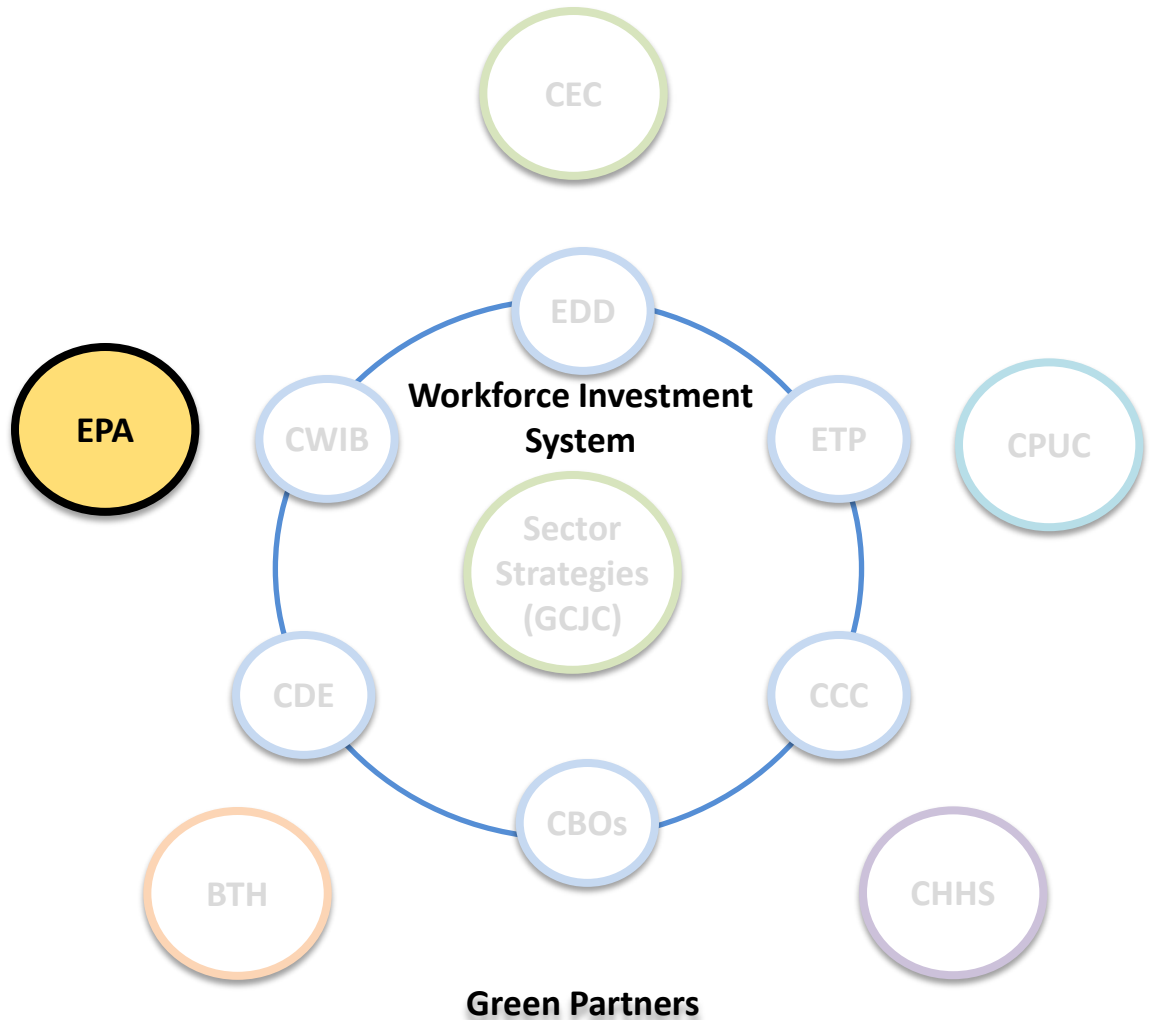 CEC
EDD
Workforce Investment
System
EPA
CWIB
ETP
CPUC
Sector
Strategies
(GCJC)
CDE
CCC
CBOs
BTH
CHHS
Green Partners